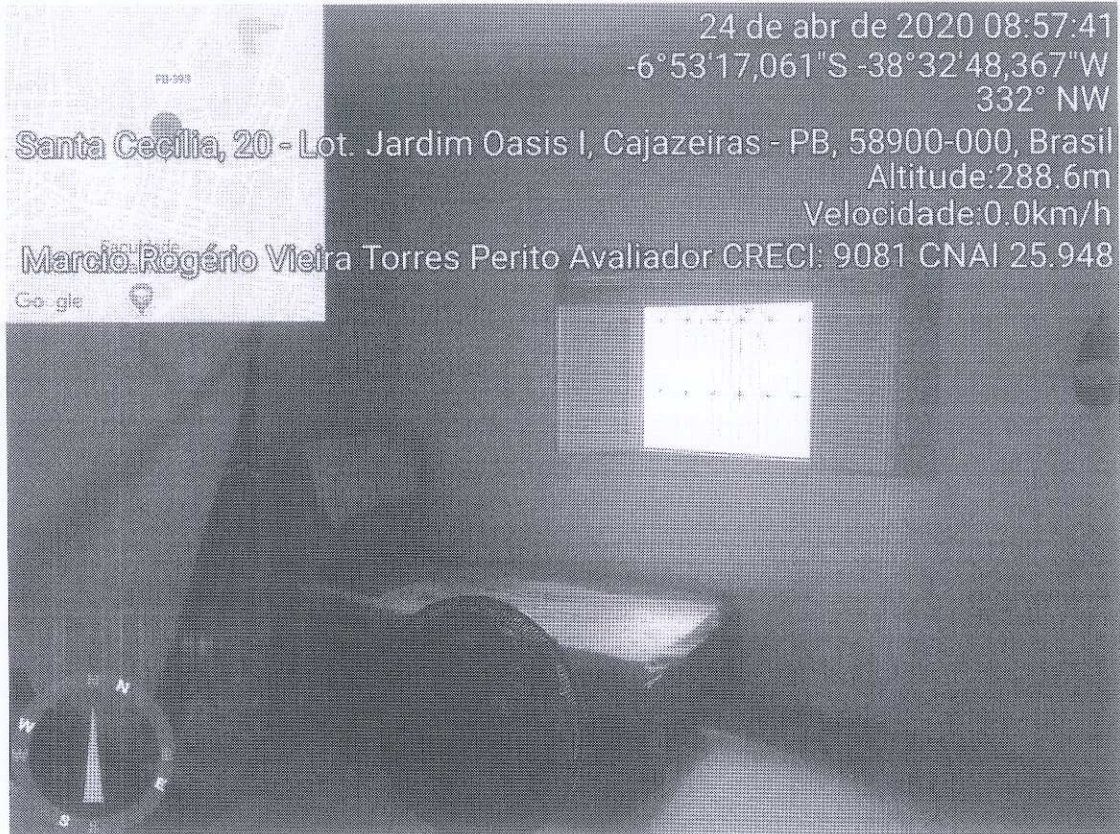 24 de abr de 2020 08:57:41
-6°53'17,061"S -38°32'48,367"W
332° NW
Santa Cecília, 20 - Lot. Jardim Oasis I, Cajazeiras - PB, 58900-000, Brasil
Altitude:288.6m
Velocidade:0.0km/h
Marcio Rogério Vieira Torres Perito Avaliador CRECI: 9081 CNAI 25.948
Faculdade
Google
N
W
E
S